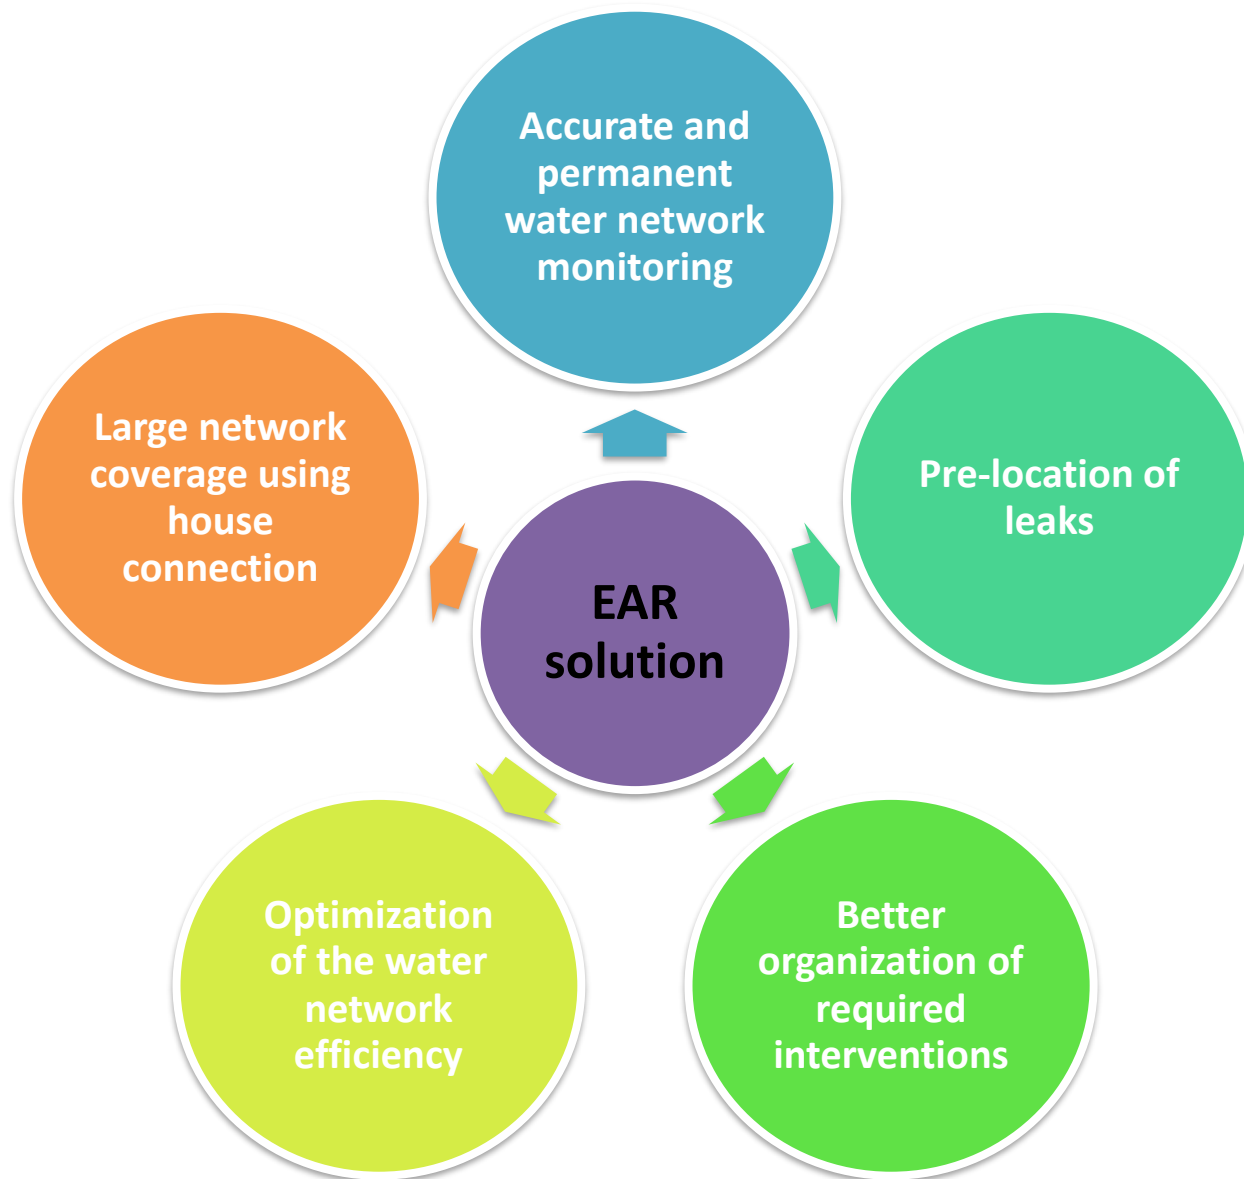 Accurate and
permanent
water network
monitoring
Large network
coverage using
house
connection
Pre-location of
leaks
EAR
solution
Optimization
of the water
network
efficiency
Better
organization of
required
interventions